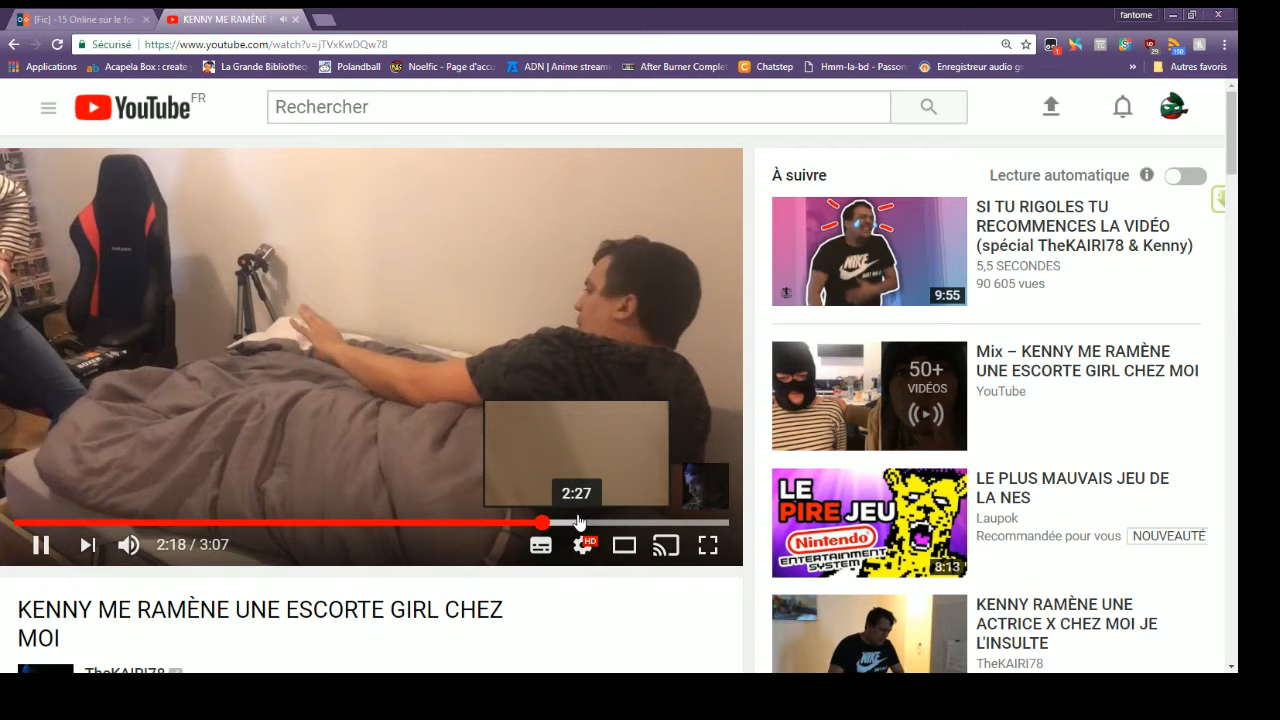 fantome
[Fic] -15 Online sur le for
KENNY ME RAMÈNE
Sécurisé
https://www.youtube.com/watch?v=jTVxKwDQw78
Applications
Acapela Box : create
La Grande Bibliothec
Polandball
Noelfic - Page d'accu
ADN | Anime stream
After Burner Comple
Chatstep
Hmm-la-bd - Passon
Enregistreur audio gr
»
Autres favoris
YouTube FR
Rechercher
À suivre
Lecture automatique
SI TU RIGOLES TU
RECOMMENCES LA VIDÉO
(spécial TheKAIRI78 & Kenny)
5,5 SECONDES
90 605 vues
NIKE
9:55
Mix – KENNY ME RAMÈNE
UNE ESCORTE GIRL CHEZ MOI
YouTube
50+
VIDÉOS
LE PLUS MAUVAIS JEU DE
LA NES
Laupok
Recommandée pour vous
NOUVEAUTÉ
LE
PIRE JEU
Nintendo
ENTERTAINMENT
SYSTEM
8:13
KENNY RAMÈNE UNE
ACTRICE X CHEZ MOI JE
L'INSULTE
TheKAIRI78
NIKE
2:27
2:18 / 3:07
HD
KENNY ME RAMÈNE UNE ESCORTE GIRL CHEZ
MOI
TheKAIRI78